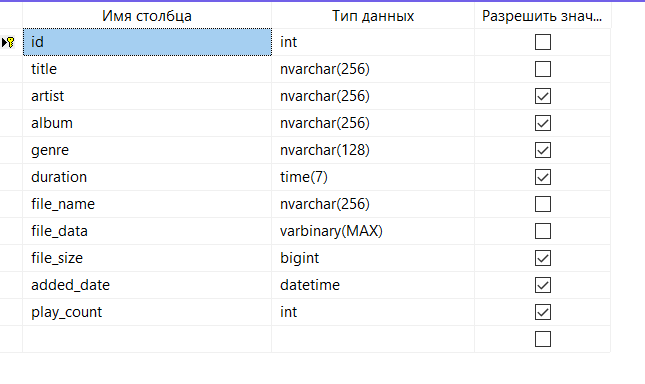 Имя столбца Тип данных Разрешить знач...
id int
title nvarchar(256)
artist nvarchar(256)
album nvarchar(256)
genre nvarchar(128)
duration time(7)
file_name nvarchar(256)
file_data varbinary(MAX)
file_size bigint
added_date datetime
play_count int